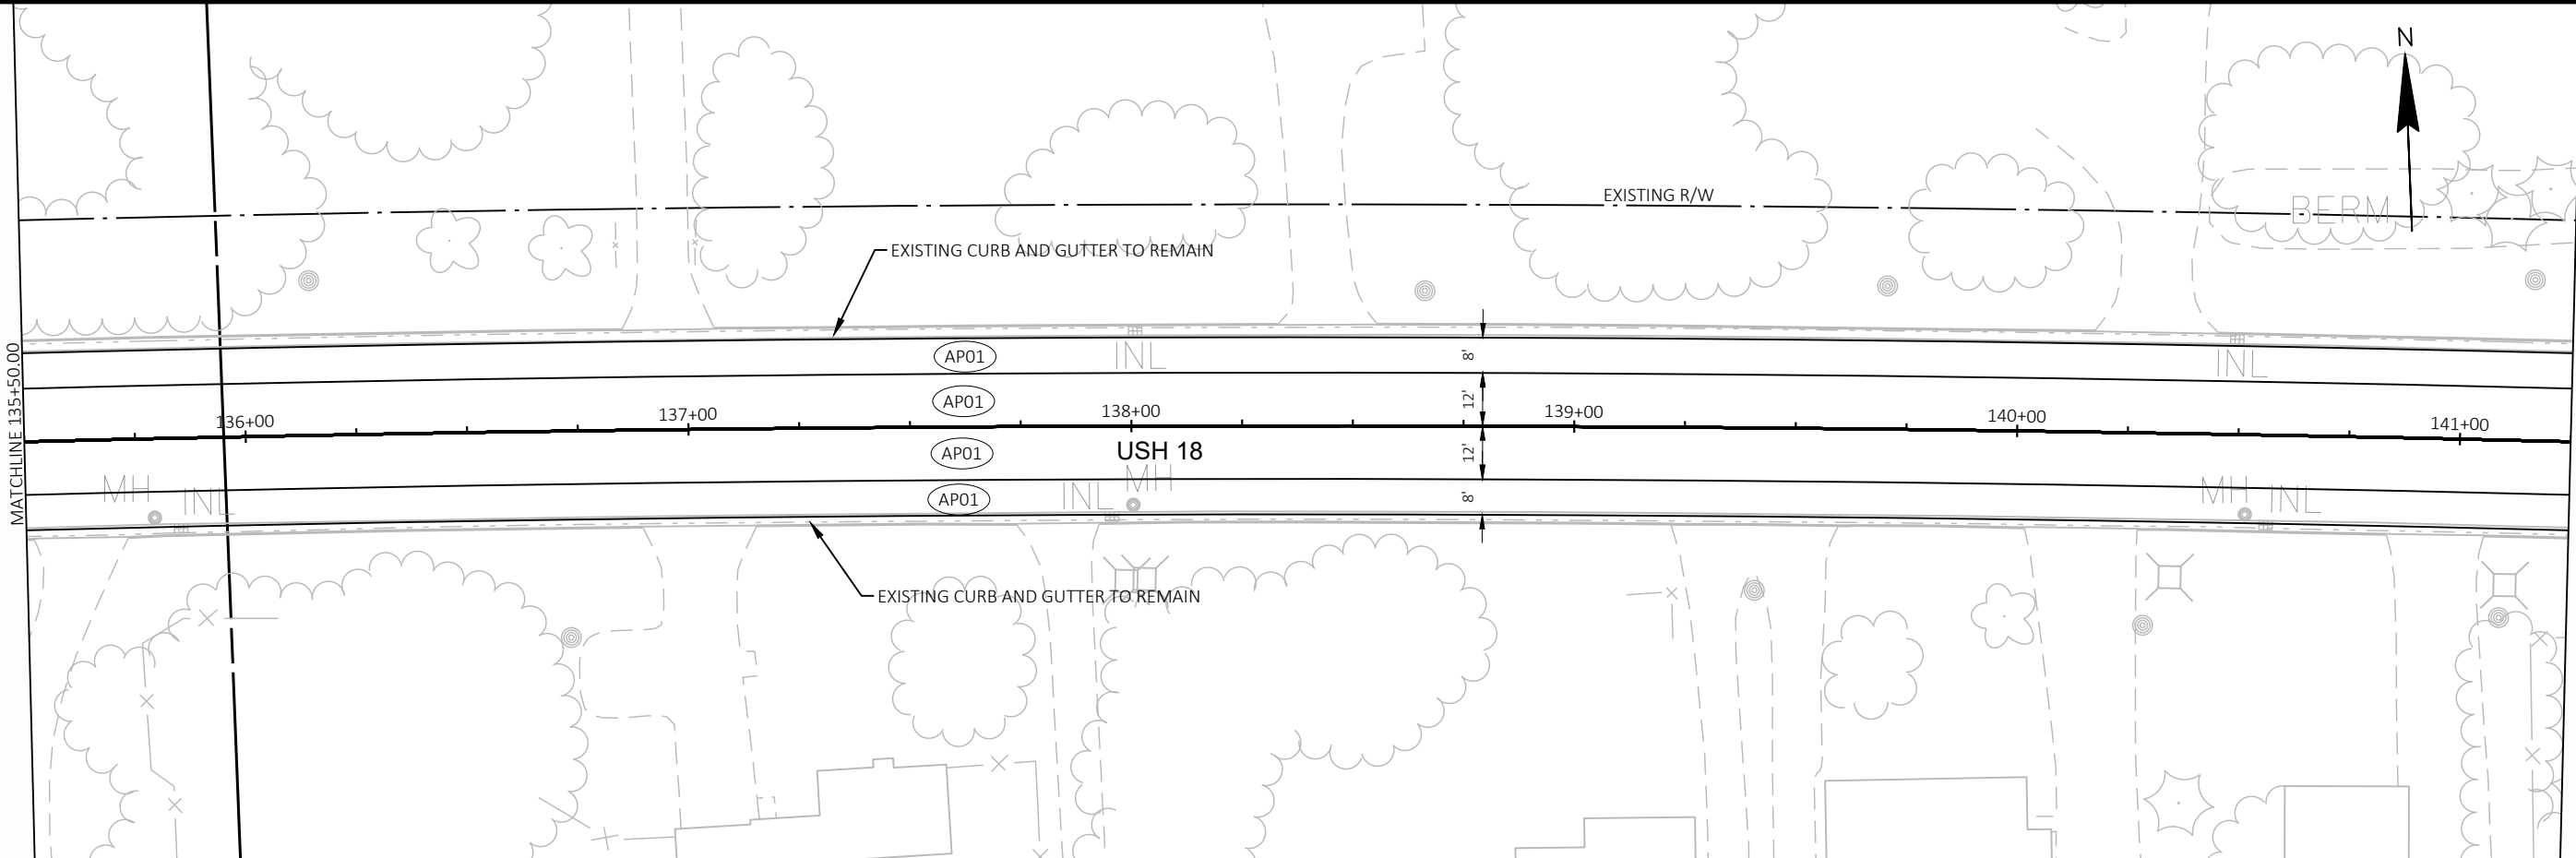 N
EXISTING R/W
BERM
EXISTING CURB AND GUTTER TO REMAIN
MATCHLINE 135+50.00
AP01
INL
8'
INL
AP01
12'
136+00
137+00
138+00
139+00
140+00
141+00
AP01
USH 18
12'
MH
INL
AP01
INL
MH
8'
MH
INL
EXISTING CURB AND GUTTER TO REMAIN